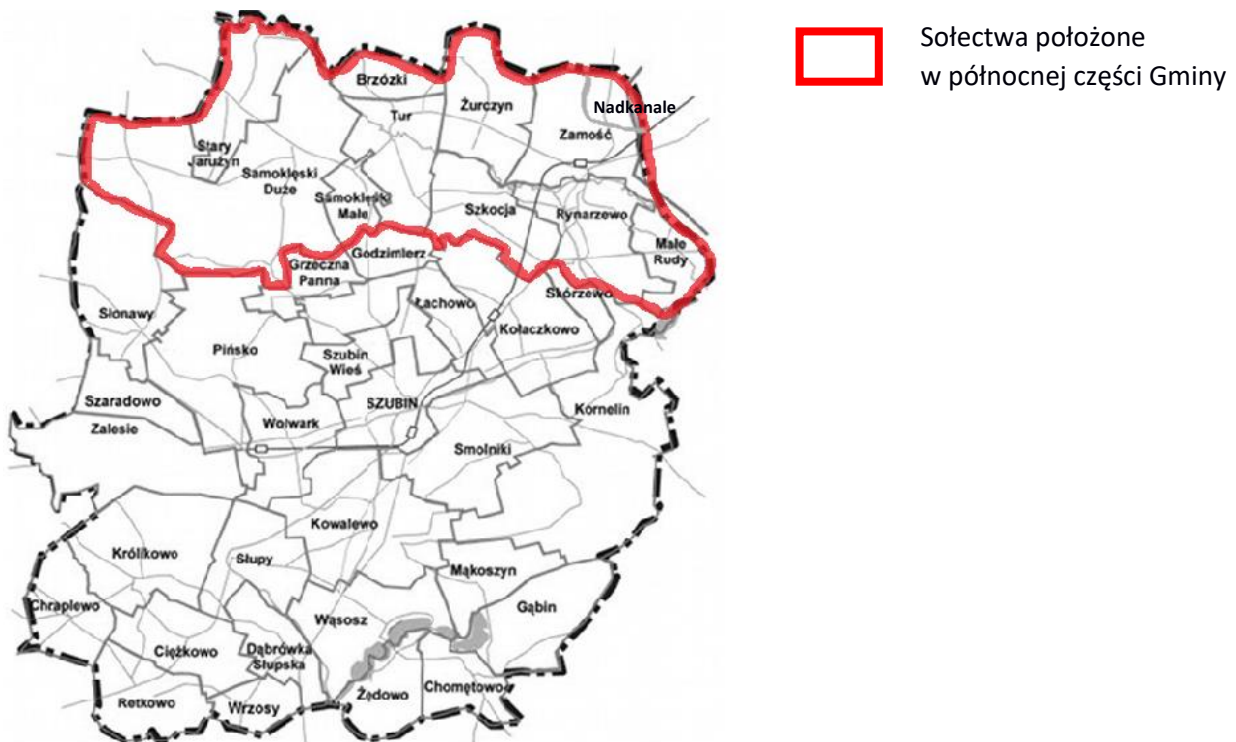 Sołectwa położone
w północnej części Gminy
Brzózki
Żurczyn
Nadkanale
Tur
Zamość
Stary
Jarużyn
Samoklęski
Duże
Samoklęski
Małe
Szkocja
Rynarzewo
Małe
Rudy
Godzimierz
Grzeczna
Panna
Skórzewo
Łachowo
Słonawy
Kołaczkowo
Pińsko
Szubin
Wieś
Szaradowo
SZUBIN
Kornelin
Zalesie
Wolwark
Smolniki
Kowalewo
Królikowo
Słupy
Mąkoszyn
Chraplewo
Gąbin
Wąsosz
Ciężkowo
Dąbrówka
Słupska
Chomętowo
Żędowo
Retkowo
Wrzosy